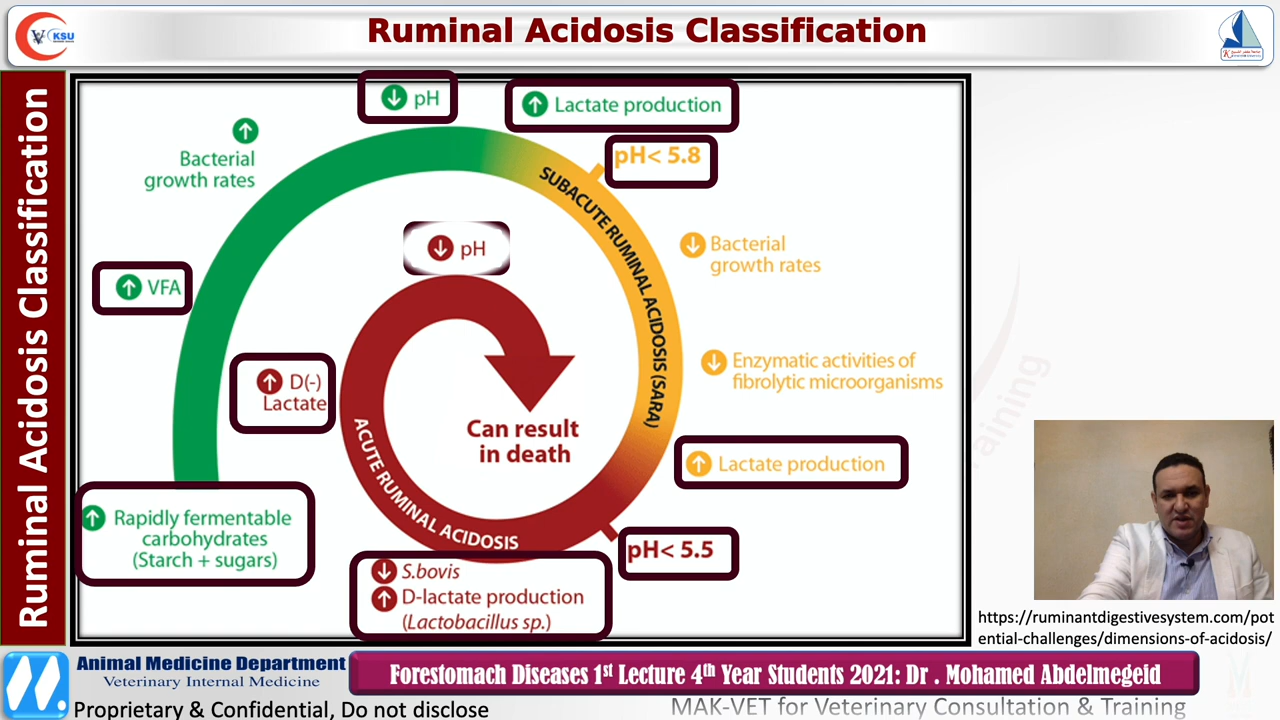 Ruminal Acidosis Classification
KSU
Ruminal Acidosis Classification
pH
Lactate production
pH< 5.8
Bacterial
growth rates
SUBACUTE RUMINAL ACIDOSIS (SARA)
pH
Bacterial
growth rates
VFA
D(-)
Lactate
Enzymatic activities of
fibrolytic microorganisms
Can result
in death
ACUTE RUMINAL ACIDOSIS
Lactate production
Rapidly fermentable
carbohydrates
(Starch + sugars)
pH< 5.5
S.bovis
D-lactate production
(Lactobacillus sp.)
raining
https://ruminantdigestivesystem.com/pot
ential-challenges/dimensions-of-acidosis/
Animal Medicine Department
Veterinary Internal Medicine
Forestomach Diseases 1st Lecture 4th Year Students 2021: Dr . Mohamed Abdelmegeid
Proprietary & Confidential, Do not disclose
MAK-VET for Veterinary Consultation & Training